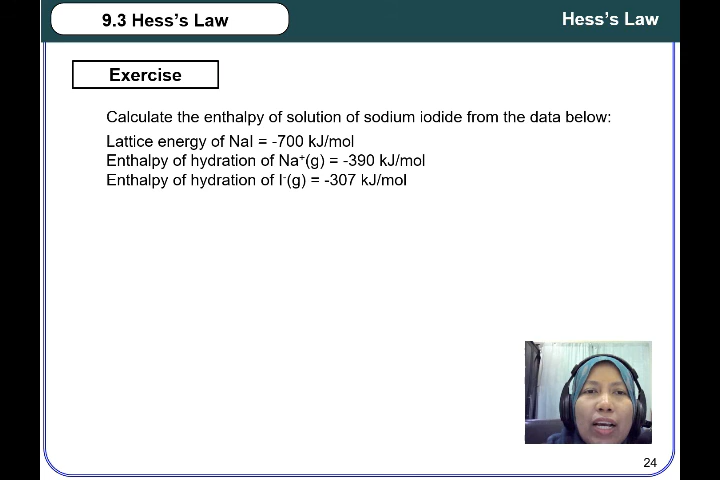 9.3 Hess's Law
Hess's Law
Exercise
Calculate the enthalpy of solution of sodium iodide from the data below:
Lattice energy of NaI = -700 kJ/mol
Enthalpy of hydration of Na⁺(g) = -390 kJ/mol
Enthalpy of hydration of I⁻(g) = -307 kJ/mol
24